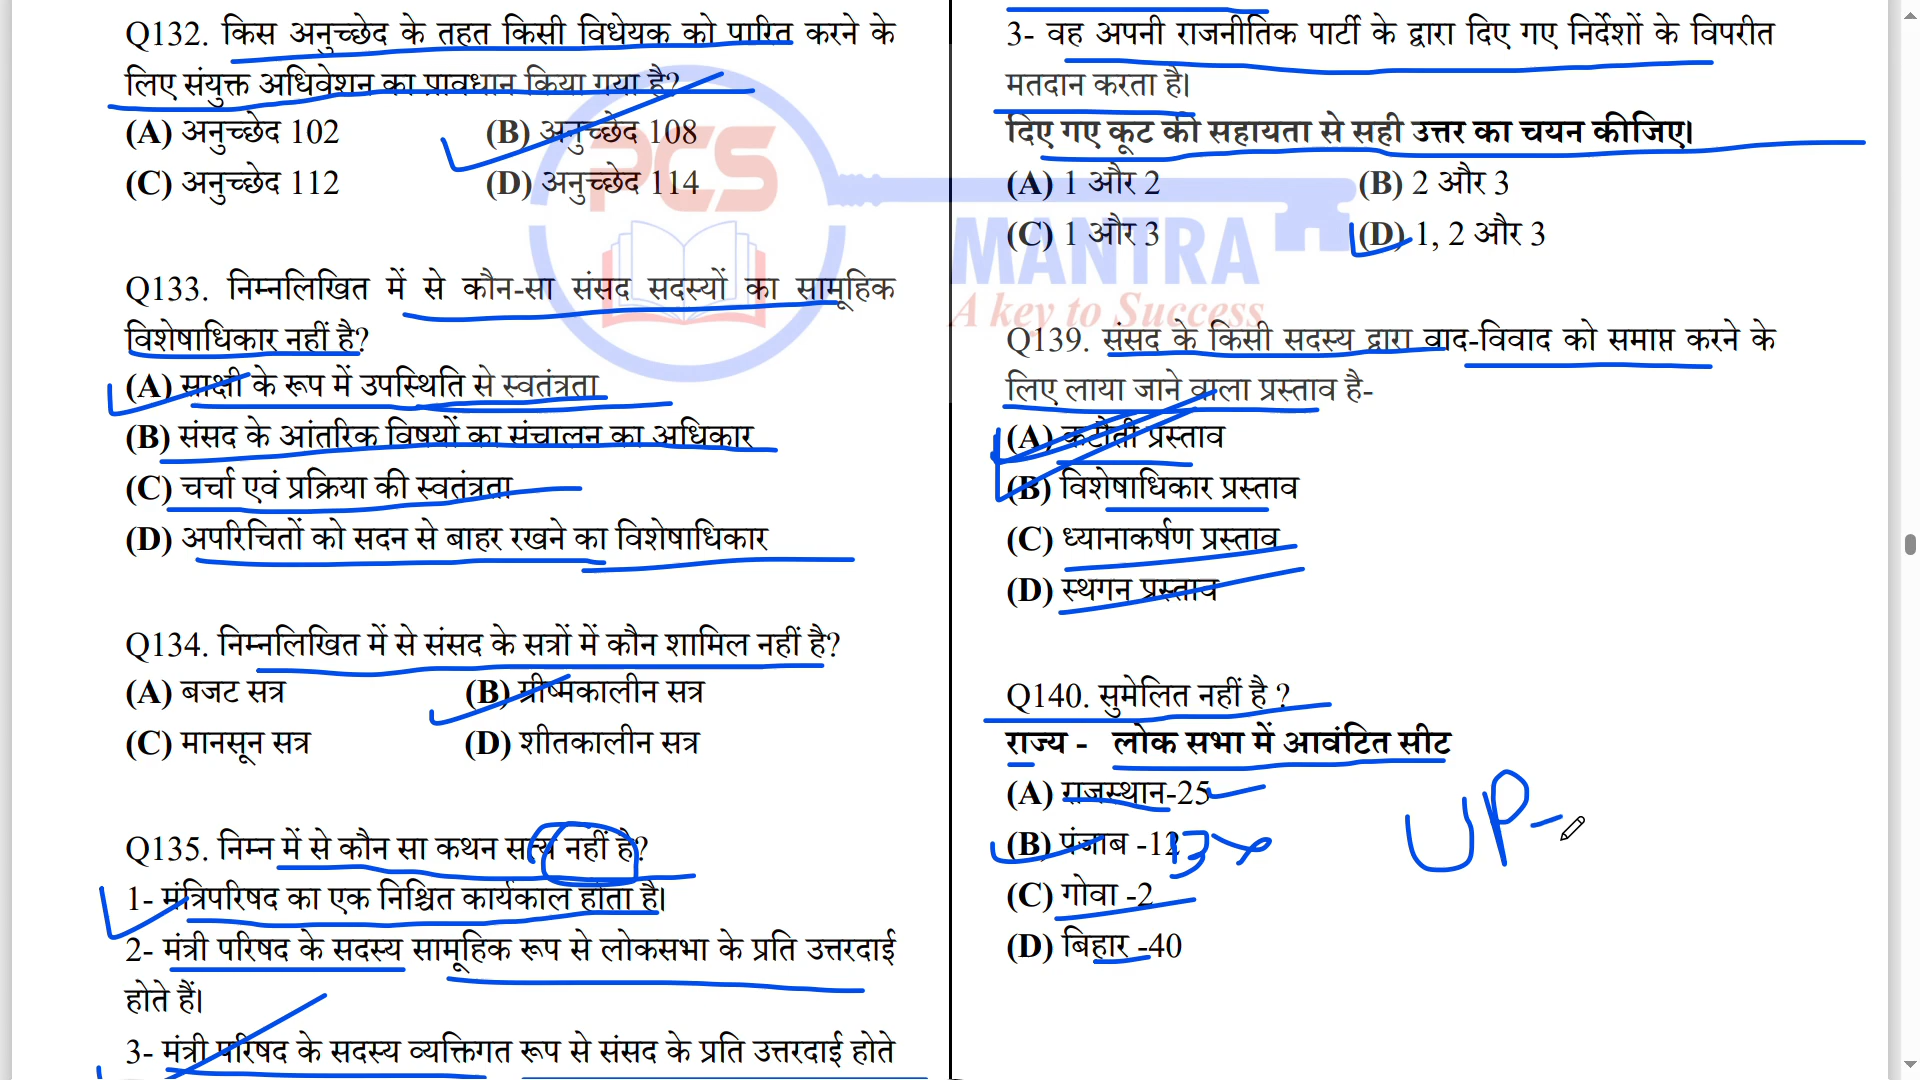 Q132. किस अनुच्छेद के तहत किसी विधेयक को पारित करने के
लिए संयुक्त अधिवेशन का प्रावधान किया गया है?
(A) अनुच्छेद 102 (B) अनुच्छेद 108
(C) अनुच्छेद 112 (D) अनुच्छेद 114
Q133. निम्नलिखित में से कौन-सा संसद सदस्यों का सामूहिक
विशेषाधिकार नहीं है?
(A) साक्षी के रूप में उपस्थिति से स्वतंत्रता
(B) संसद के आंतरिक विषयों का संचालन का अधिकार
(C) चर्चा एवं प्रक्रिया की स्वतंत्रता
(D) अपरिचितों को सदन से बाहर रखने का विशेषाधिकार
Q134. निम्नलिखित में से संसद के सत्रों में कौन शामिल नहीं है?
(A) बजट सत्र (B) ग्रीष्मकालीन सत्र
(C) मानसून सत्र (D) शीतकालीन सत्र
Q135. निम्न में से कौन सा कथन सत्य नहीं है?
1- मंत्रिपरिषद का एक निश्चित कार्यकाल होता है।
2- मंत्री परिषद के सदस्य सामूहिक रूप से लोकसभा के प्रति उत्तरदाई
होते हैं।
3- मंत्री परिषद के सदस्य व्यक्तिगत रूप से संसद के प्रति उत्तरदाई होते
3- वह अपनी राजनीतिक पार्टी के द्वारा दिए गए निर्देशों के विपरीत
मतदान करता है।
दिए गए कूट की सहायता से सही उत्तर का चयन कीजिए।
(A) 1 और 2 (B) 2 और 3
(C) 1 और 3 (D) 1, 2 और 3
Q139. संसद के किसी सदस्य द्वारा वाद-विवाद को समाप्त करने के
लिए लाया जाने वाला प्रस्ताव है-
(A) कटौती प्रस्ताव
(B) विशेषाधिकार प्रस्ताव
(C) ध्यानाकर्षण प्रस्ताव
(D) स्थगन प्रस्ताव
Q140. सुमेलित नहीं है ?
राज्य - लोक सभा में आवंटित सीट
(A) राजस्थान-25
(B) पंजाब -12 13
(C) गोवा -2
(D) बिहार -40
UP-
PCS
MANTRA
A key to Success